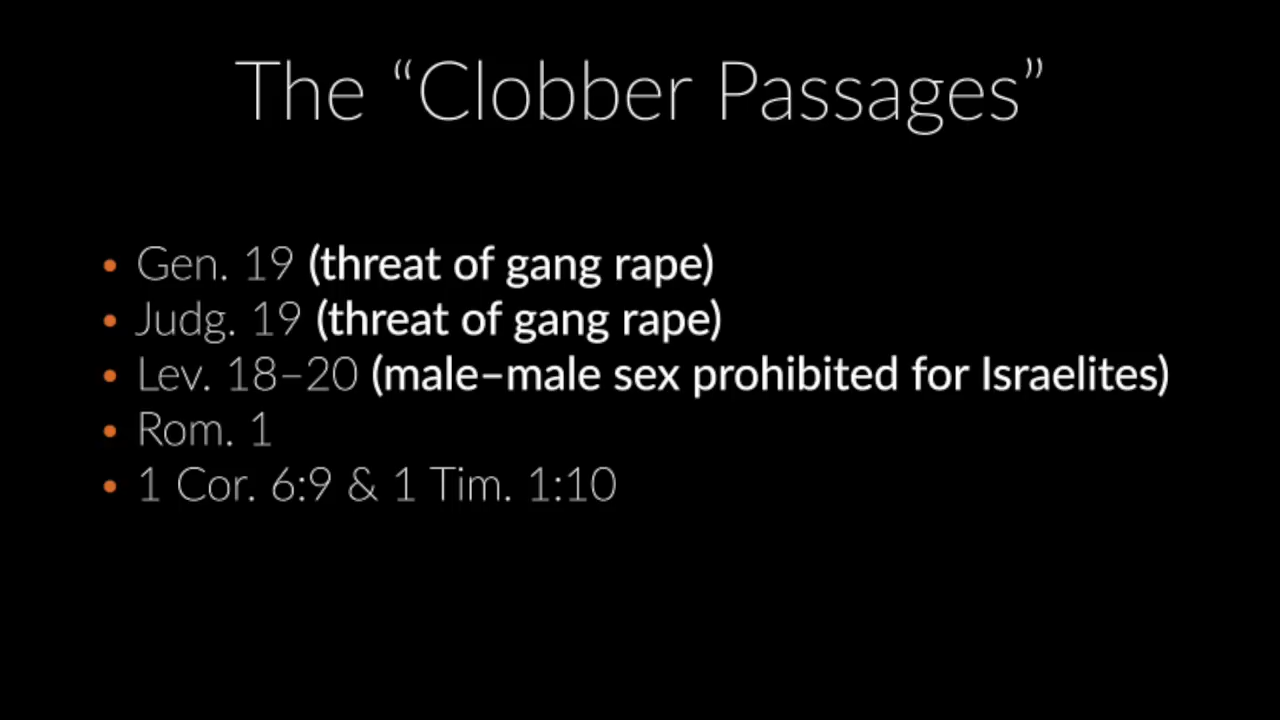 The “Clobber Passages”
• Gen. 19 (threat of gang rape)
• Judg. 19 (threat of gang rape)
• Lev. 18–20 (male–male sex prohibited for Israelites)
• Rom. 1
• 1 Cor. 6:9 & 1 Tim. 1:10